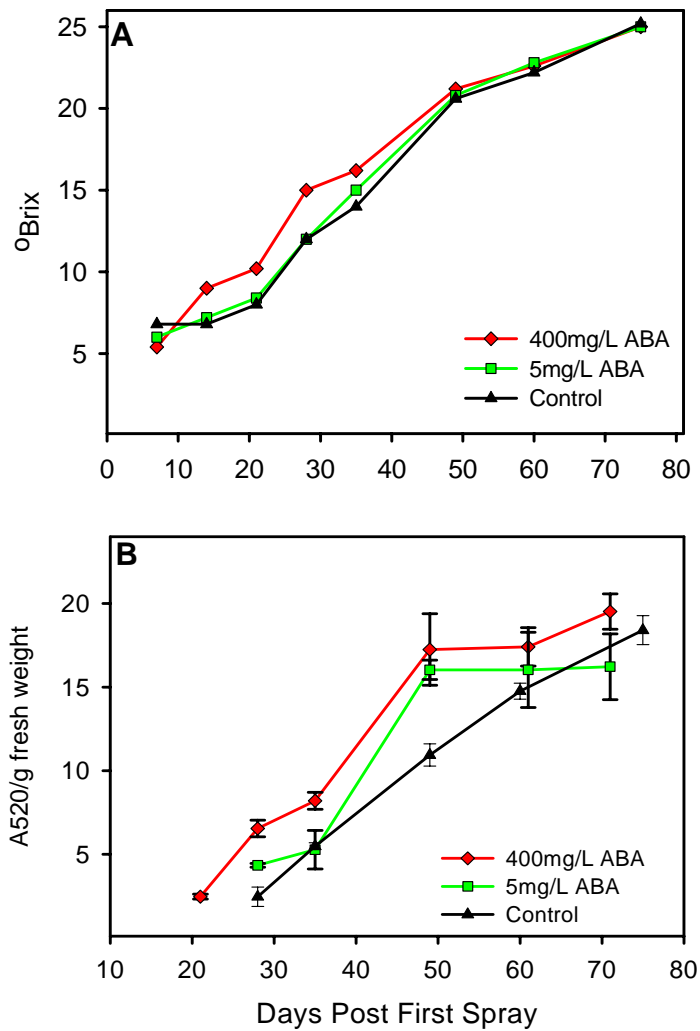 A
25
20
15
10
5
oBrix
400mg/L ABA
5mg/L ABA
Control
0 10 20 30 40 50 60 70 80
B
20
15
10
5
A520/g fresh weight
400mg/L ABA
5mg/L ABA
Control
10 20 30 40 50 60 70 80
Days Post First Spray